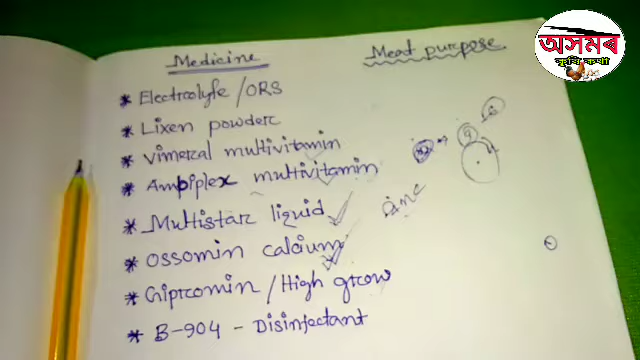 Medicine Meat purpose
অসমৰ
কৃষি কথা
* Electrolyte/ORS
* Lixen powder
* Vimeral multivitamin
* Ampiplex multivitamin
* Multistar liquid
* Ossomin calcium
* Gipromin/High grow
* B-904 - Disinfectant